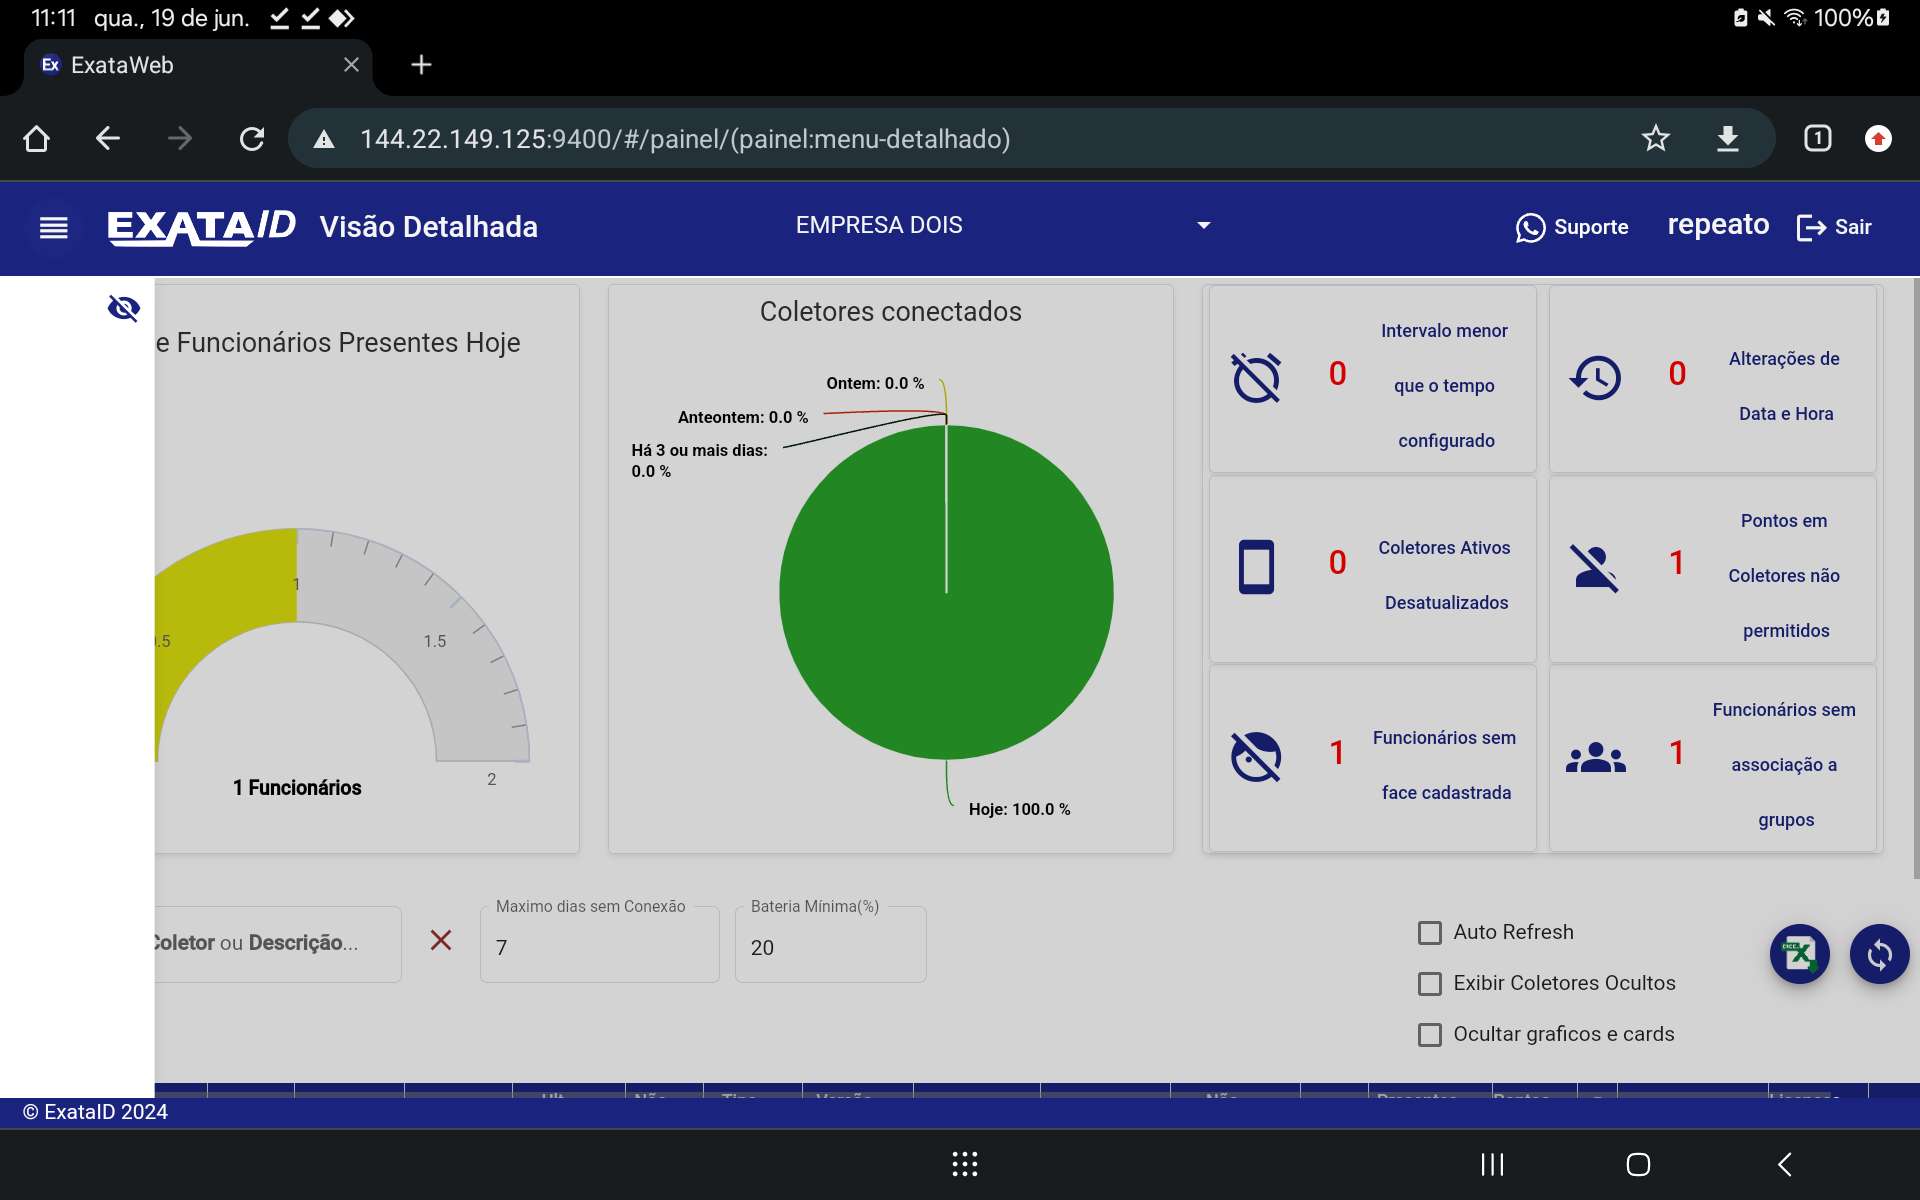 11:11 qua., 19 de jun.
100%
Ex ExataWeb
144.22.149.125:9400/#/painel/(painel:menu-detalhado)
1
EXATAID Visão Detalhada
EMPRESA DOIS
Suporte
repeato
Sair
e Funcionários Presentes Hoje
1
.5
1.5
2
1 Funcionários
Coletores conectados
Ontem: 0.0 %
Anteontem: 0.0 %
Há 3 ou mais dias:
0.0 %
Hoje: 100.0 %
0
Intervalo menor
que o tempo
configurado
0
Alterações de
Data e Hora
0
Coletores Ativos
Desatualizados
1
Pontos em
Coletores não
permitidos
1
Funcionários sem
face cadastrada
1
Funcionários sem
associação a
grupos
Coletor ou Descrição...
Maximo dias sem Conexão
7
Bateria Mínima(%)
20
Auto Refresh
Exibir Coletores Ocultos
Ocultar graficos e cards
© ExataID 2024